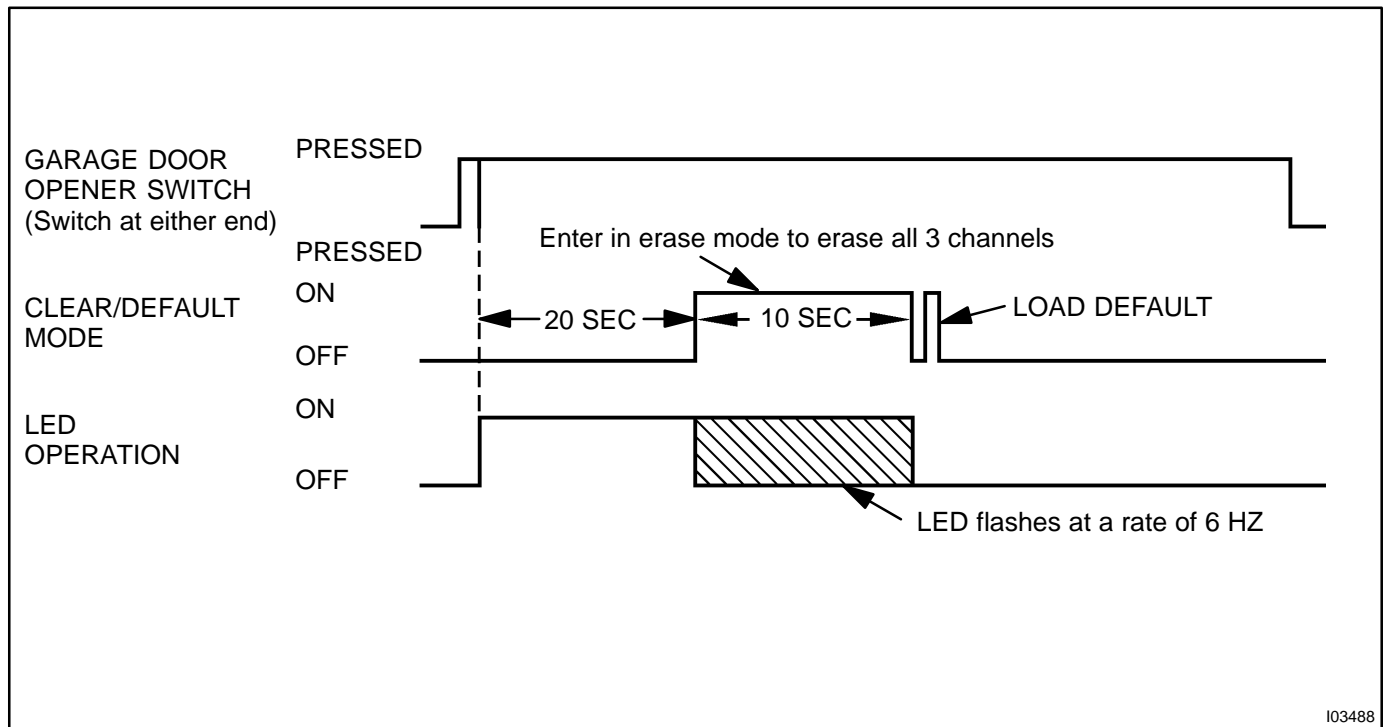 GARAGE DOOR
OPENER SWITCH
(Switch at either end)
PRESSED
PRESSED
Enter in erase mode to erase all 3 channels
CLEAR/DEFAULT
MODE
ON
OFF
20 SEC
10 SEC
LOAD DEFAULT
LED
OPERATION
ON
OFF
LED flashes at a rate of 6 HZ
I03488